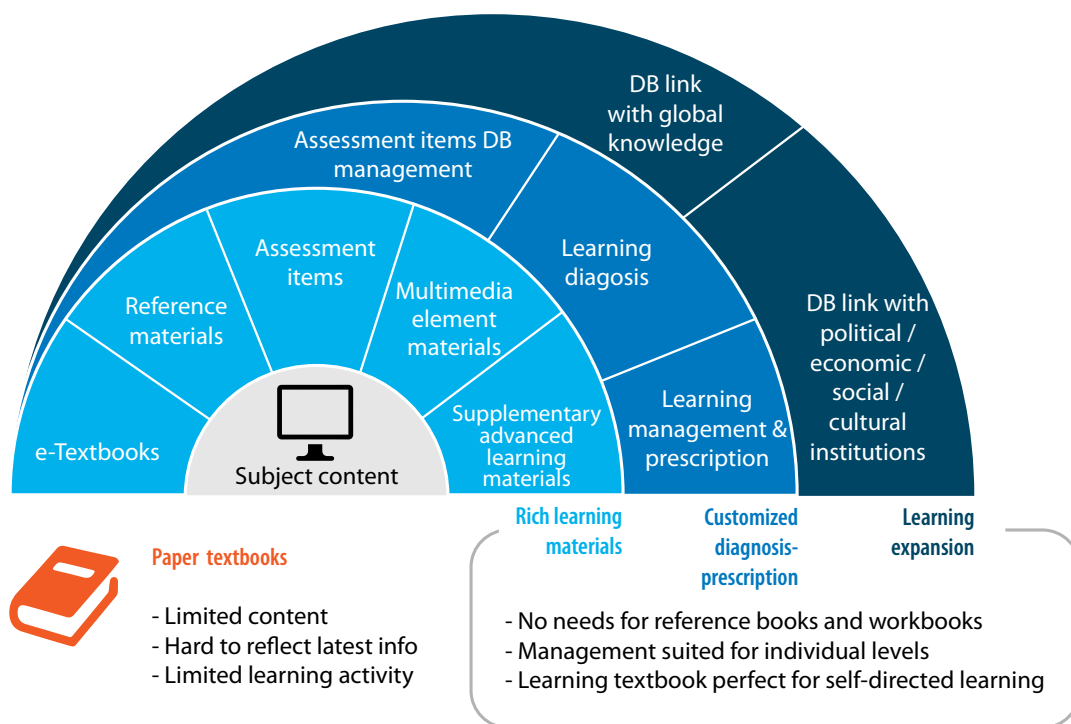 DB link
with global
knowledge
Assessment items DB
management
Learning
diagosis
DB link with
political /
economic /
social /
cultural
institutions
Learning
management &
prescription
Assessment
items
Reference
materials
Multimedia
element
materials
e-Textbooks
Supplementary
advanced
learning
materials
Subject content
Rich learning
materials
Customized
diagnosis-
prescription
Learning
expansion
Paper textbooks
- Limited content
- Hard to reflect latest info
- Limited learning activity
- No needs for reference books and workbooks
- Management suited for individual levels
- Learning textbook perfect for self-directed learning